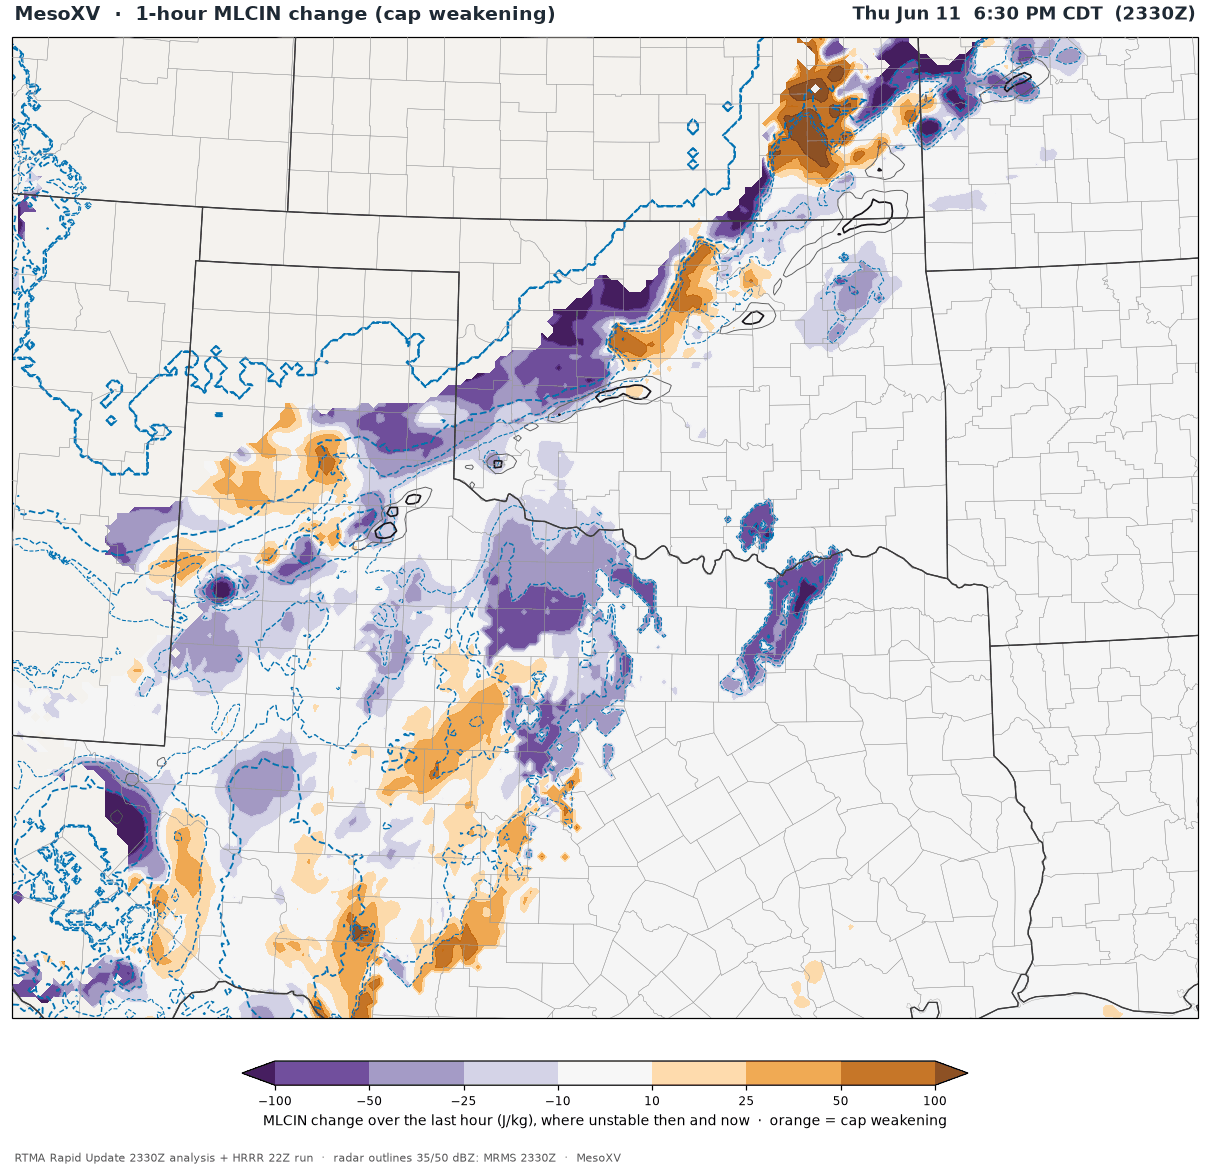 MesoXV · 1-hour MLCIN change (cap weakening)
Thu Jun 11 6:30 PM CDT (2330Z)
−100 −50 −25 −10 10 25 50 100
MLCIN change over the last hour (J/kg), where unstable then and now · orange = cap weakening
RTMA Rapid Update 2330Z analysis + HRRR 22Z run · radar outlines 35/50 dBZ: MRMS 2330Z · MesoXV